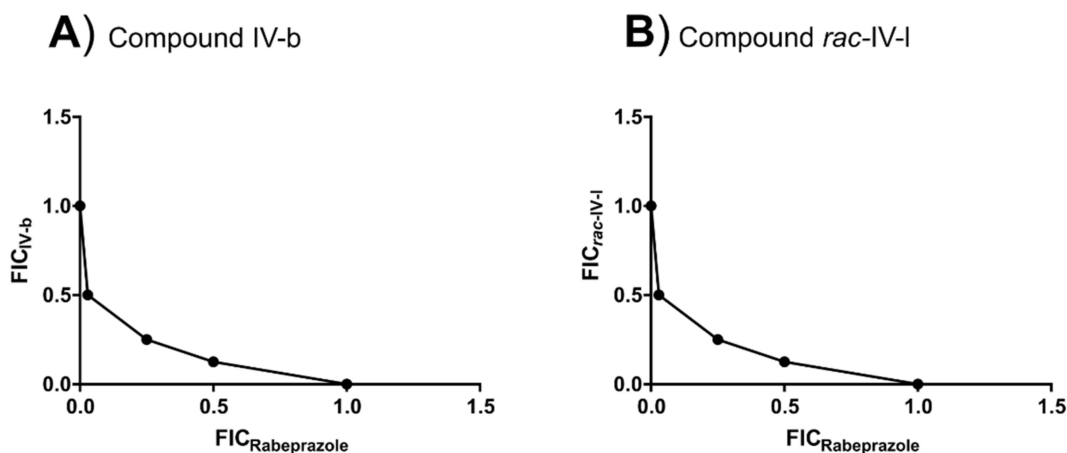 A) Compound IV-b
1.5
1.0
0.5
0.0
FICIV-b
0.0 0.5 1.0 1.5
FICRabeprazole
B) Compound rac-IV-l
1.5
1.0
0.5
0.0
FICrac-IV-l
0.0 0.5 1.0 1.5
FICRabeprazole